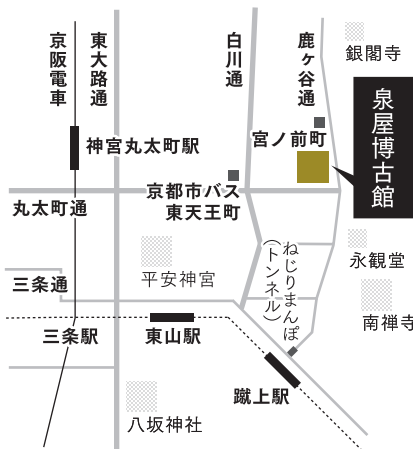 京阪電車
東大路通
白川通
鹿ヶ谷通
銀閣寺
泉屋博古館
宮ノ前町
神宮丸太町駅
京都市バス
東天王町
丸太町通
永観堂
ねじりまんぽ
(トンネル)
平安神宮
三条通
南禅寺
三条駅
東山駅
蹴上駅
八坂神社